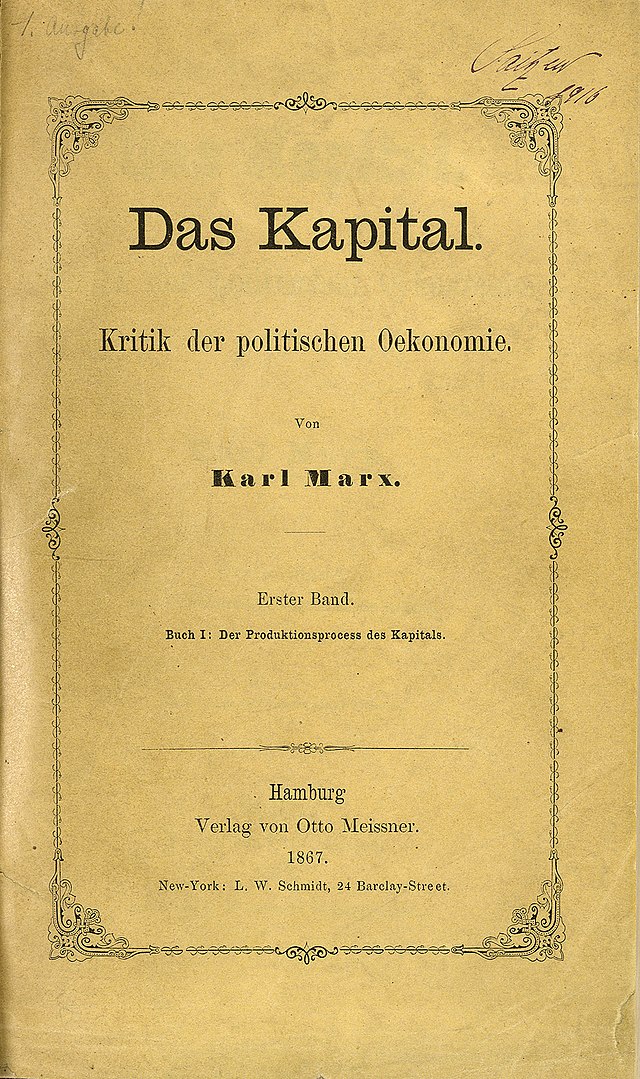 1. Ausgabe!
1916
Das Kapital.
Kritik der politischen Oekonomie.
Von
Karl Marx.
Erster Band.
Buch I: Der Produktionsprocess des Kapitals.
Hamburg
Verlag von Otto Meissner.
1867.
New-York: L. W. Schmidt, 24 Barclay-Street.